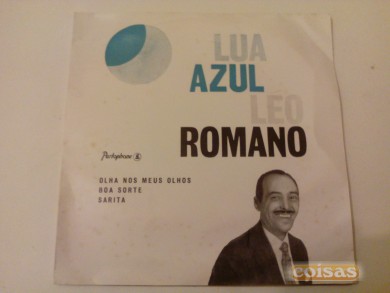 LUA
AZUL
LEO
ROMANO
Parlophone
OLHA NOS MEUS OLHOS
BOA SORTE
SARITA
coisas